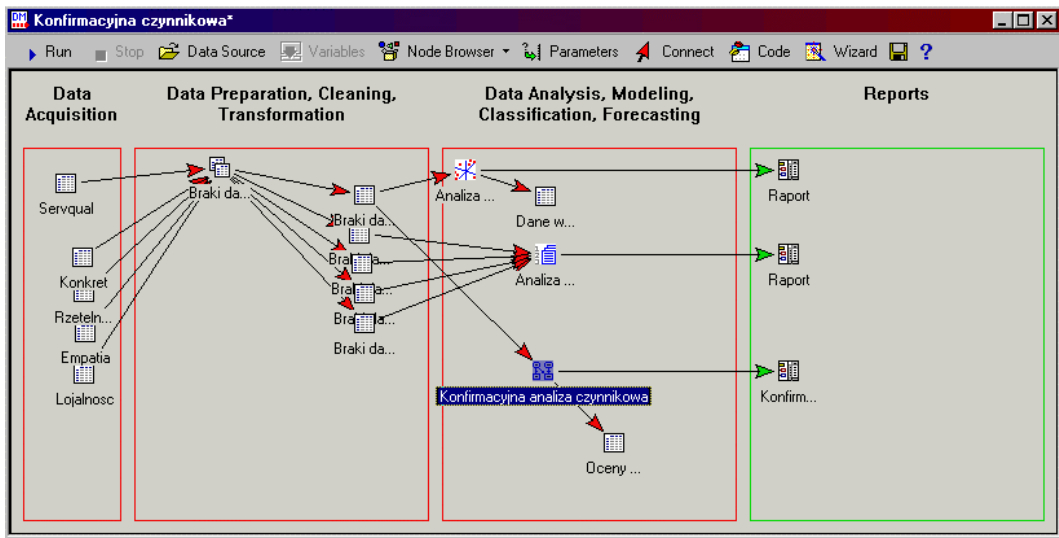 Konfirmacyjna czynnikowa*
Run Stop Data Source Variables Node Browser Parameters Connect Code Wizard ?
Data Acquisition
Data Preparation, Cleaning, Transformation
Data Analysis, Modeling, Classification, Forecasting
Reports
Servqual
Konkret
Rzeteln...
Empatia
Lojalnosc
Braki da...
Braki da...
Braki da...
Analiza ...
Dane w...
Analiza ...
Konfirmacyjna analiza czynnikowa
Oceny ...
Raport
Raport
Konfirm...